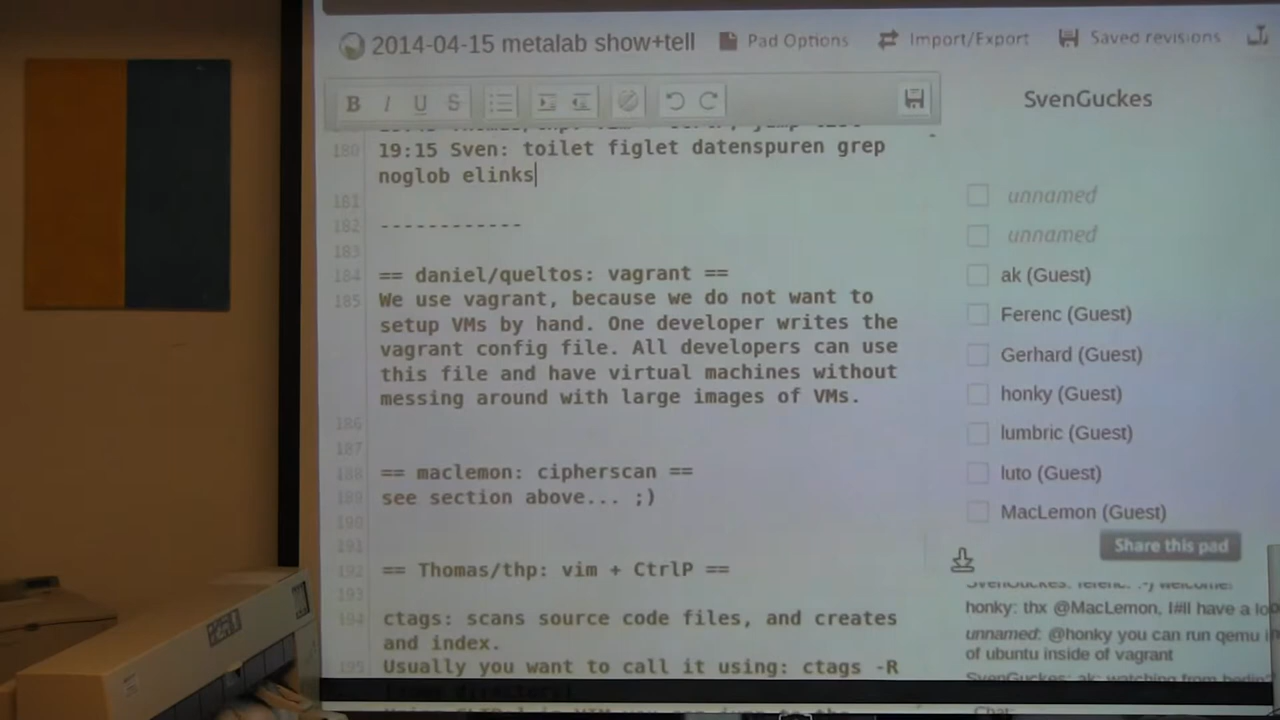 2014-04-15 metalab show+tell
Pad Options
Import/Export
Saved revisions
B I U S
SvenGuckes
180 19:15 Sven: toilet figlet datenspuren grep
noglob elinks
181
182 ------------
183
184 == daniel/queltos: vagrant ==
185 We use vagrant, because we do not want to
setup VMs by hand. One developer writes the
vagrant config file. All developers can use
this file and have virtual machines without
messing around with large images of VMs.
186
187
188 == maclemon: cipherscan ==
189 see section above... ;)
190
191
192 == Thomas/thp: vim + CtrlP ==
193
194 ctags: scans source code files, and creates
and index.
195 Usually you want to call it using: ctags -R
unnamed
unnamed
ak (Guest)
Ferenc (Guest)
Gerhard (Guest)
honky (Guest)
lumbric (Guest)
luto (Guest)
MacLemon (Guest)
Share this pad
honky: thx @MacLemon, I#ll have a loo
unnamed: @honky you can run qemu in
of ubuntu inside of vagrant